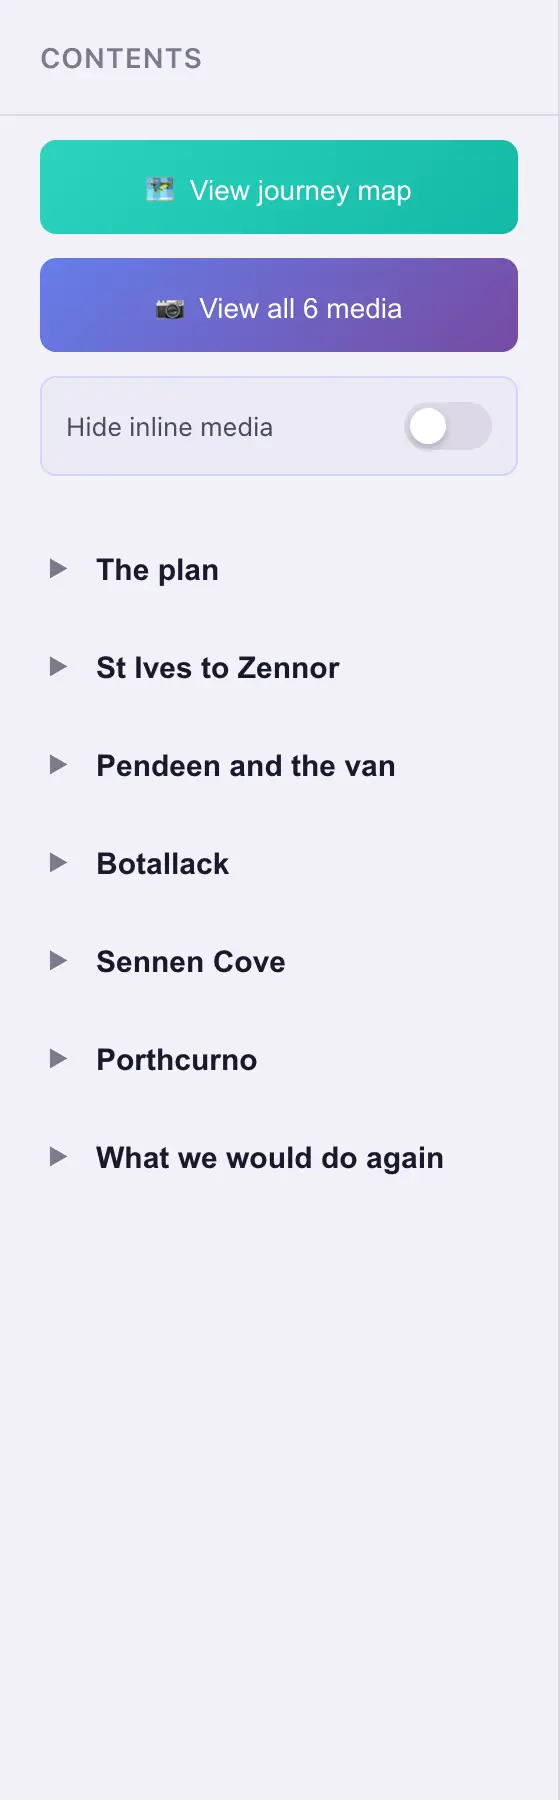 CONTENTS
View journey map
View all 6 media
Hide inline media
The plan
St Ives to Zennor
Pendeen and the van
Botallack
Sennen Cove
Porthcurno
What we would do again